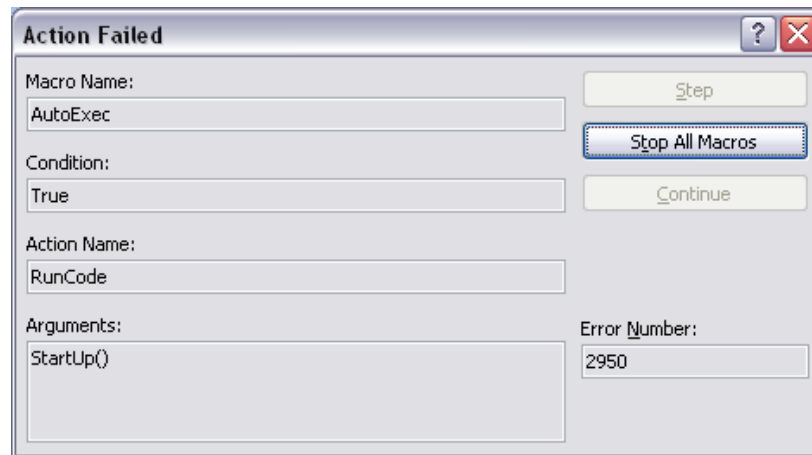 Action Failed
?
Macro Name:
AutoExec
Step
Stop All Macros
Condition:
True
Continue
Action Name:
RunCode
Arguments:
StartUp()
Error Number:
2950